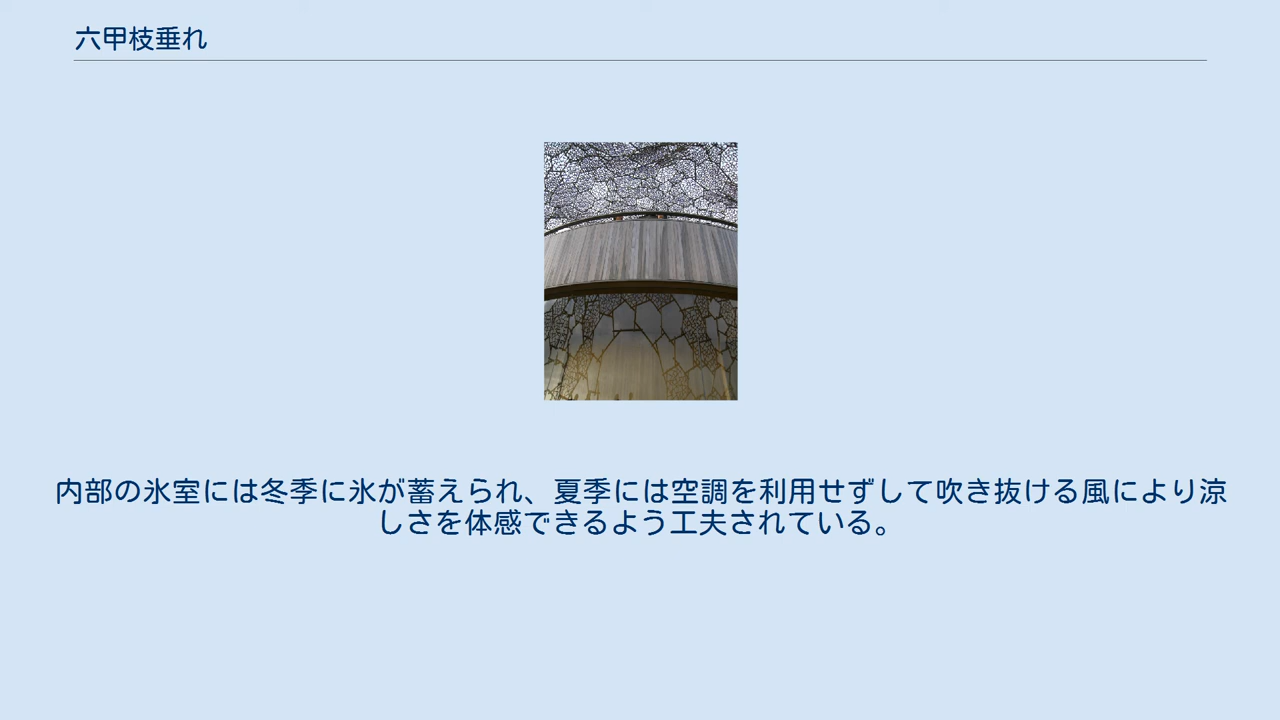 六甲枝垂れ
内部の氷室には冬季に氷が蓄えられ、夏季には空調を利用せずして吹き抜ける風により涼
しさを体感できるよう工夫されている。